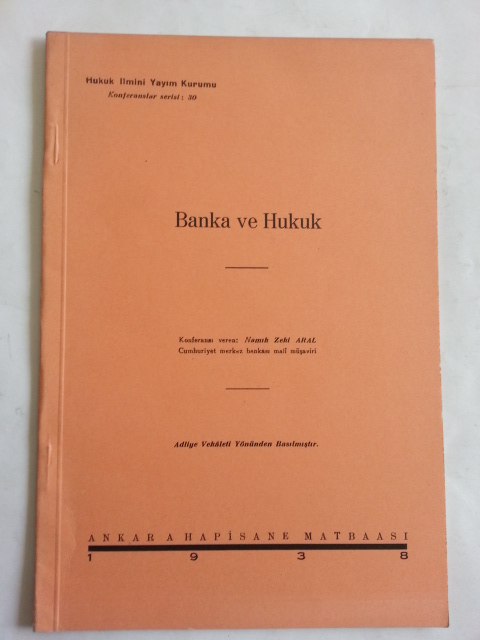 Hukuk İlmini Yayım Kurumu
Konferanslar serisi : 30
Banka ve Hukuk
Konferansı veren: Namık Zeki ARAL
Cumhuriyet merkez bankası malî müşaviri
Adliye Vekâleti Yönünden Basılmıştır.
ANKARA HAPİSANE MATBAASI
1 9 3 8